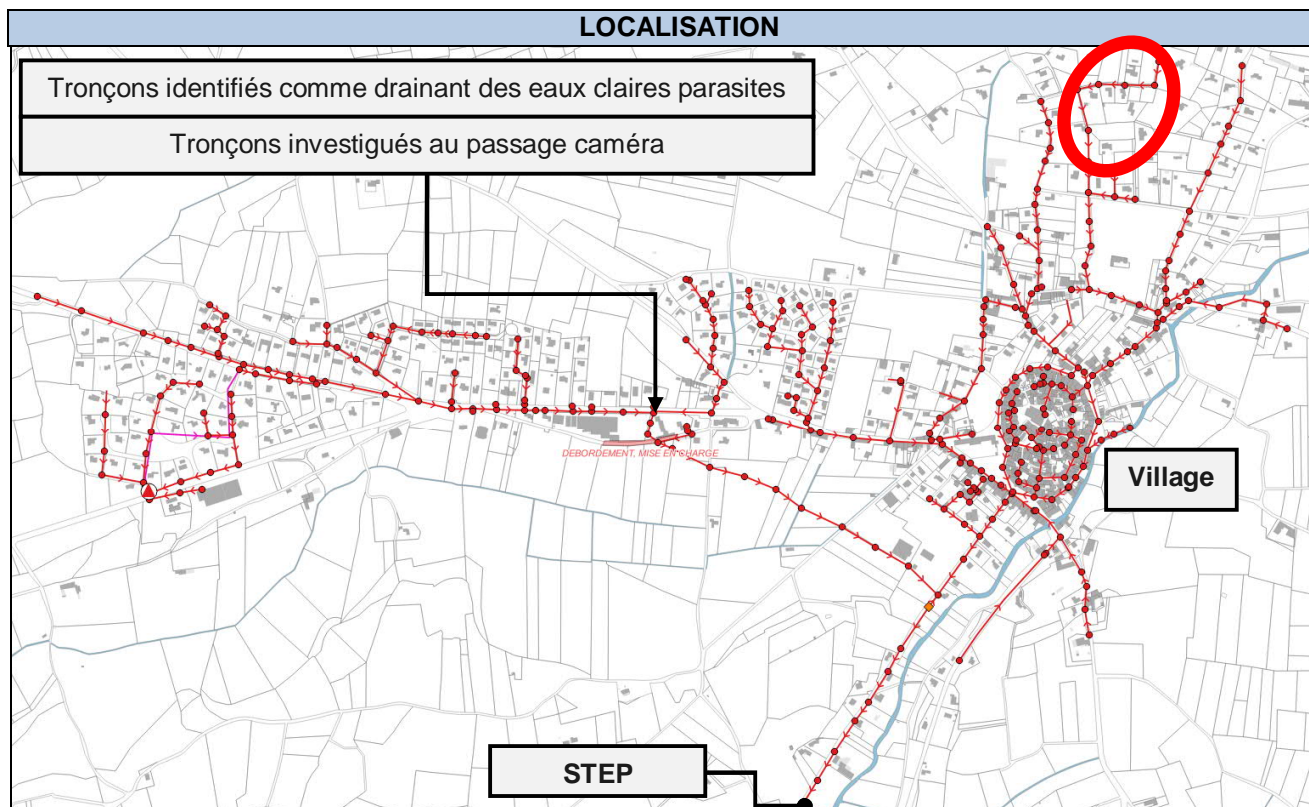 LOCALISATION
Tronçons identifiés comme drainant des eaux claires parasites
Tronçons investigués au passage caméra
DEBORDEMENT, MISE EN CHARGE
Village
STEP